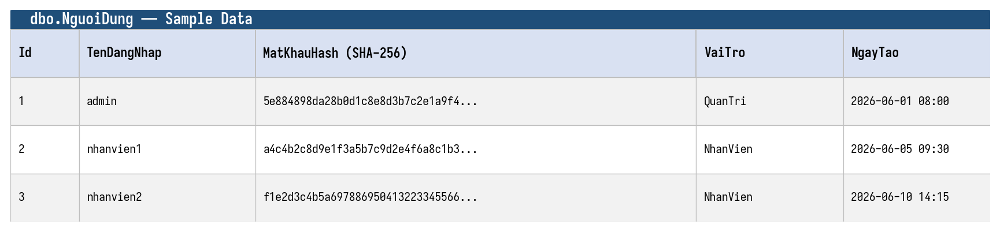 dbo.NguoiDung — Sample Data
Id TenDangNhap MatKhauHash (SHA-256) VaiTro NgayTao
1 admin 5e884898da28b0d1c8e8d3b7c2e1a9f4... QuanTri 2026-06-01 08:00
2 nhanvien1 a4c4b2c8d9e1f3a5b7c9d2e4f6a8c1b3... NhanVien 2026-06-05 09:30
3 nhanvien2 f1e2d3c4b5a697886950413223345566... NhanVien 2026-06-10 14:15